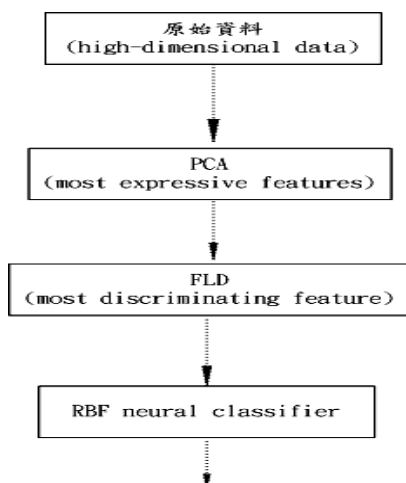 原始資料
(high-dimensional data)
PCA
(most expressive features)
FLD
(most discriminating feature)
RBF neural classifier